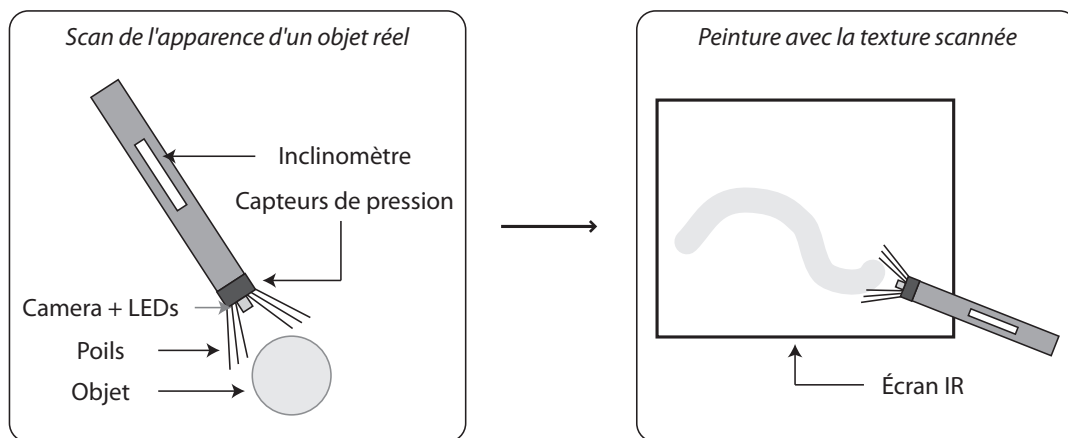 Scan de l'apparence d'un objet réel
Inclinomètre
Capteurs de pression
Camera + LEDs
Poils
Objet
Peinture avec la texture scannée
Écran IR